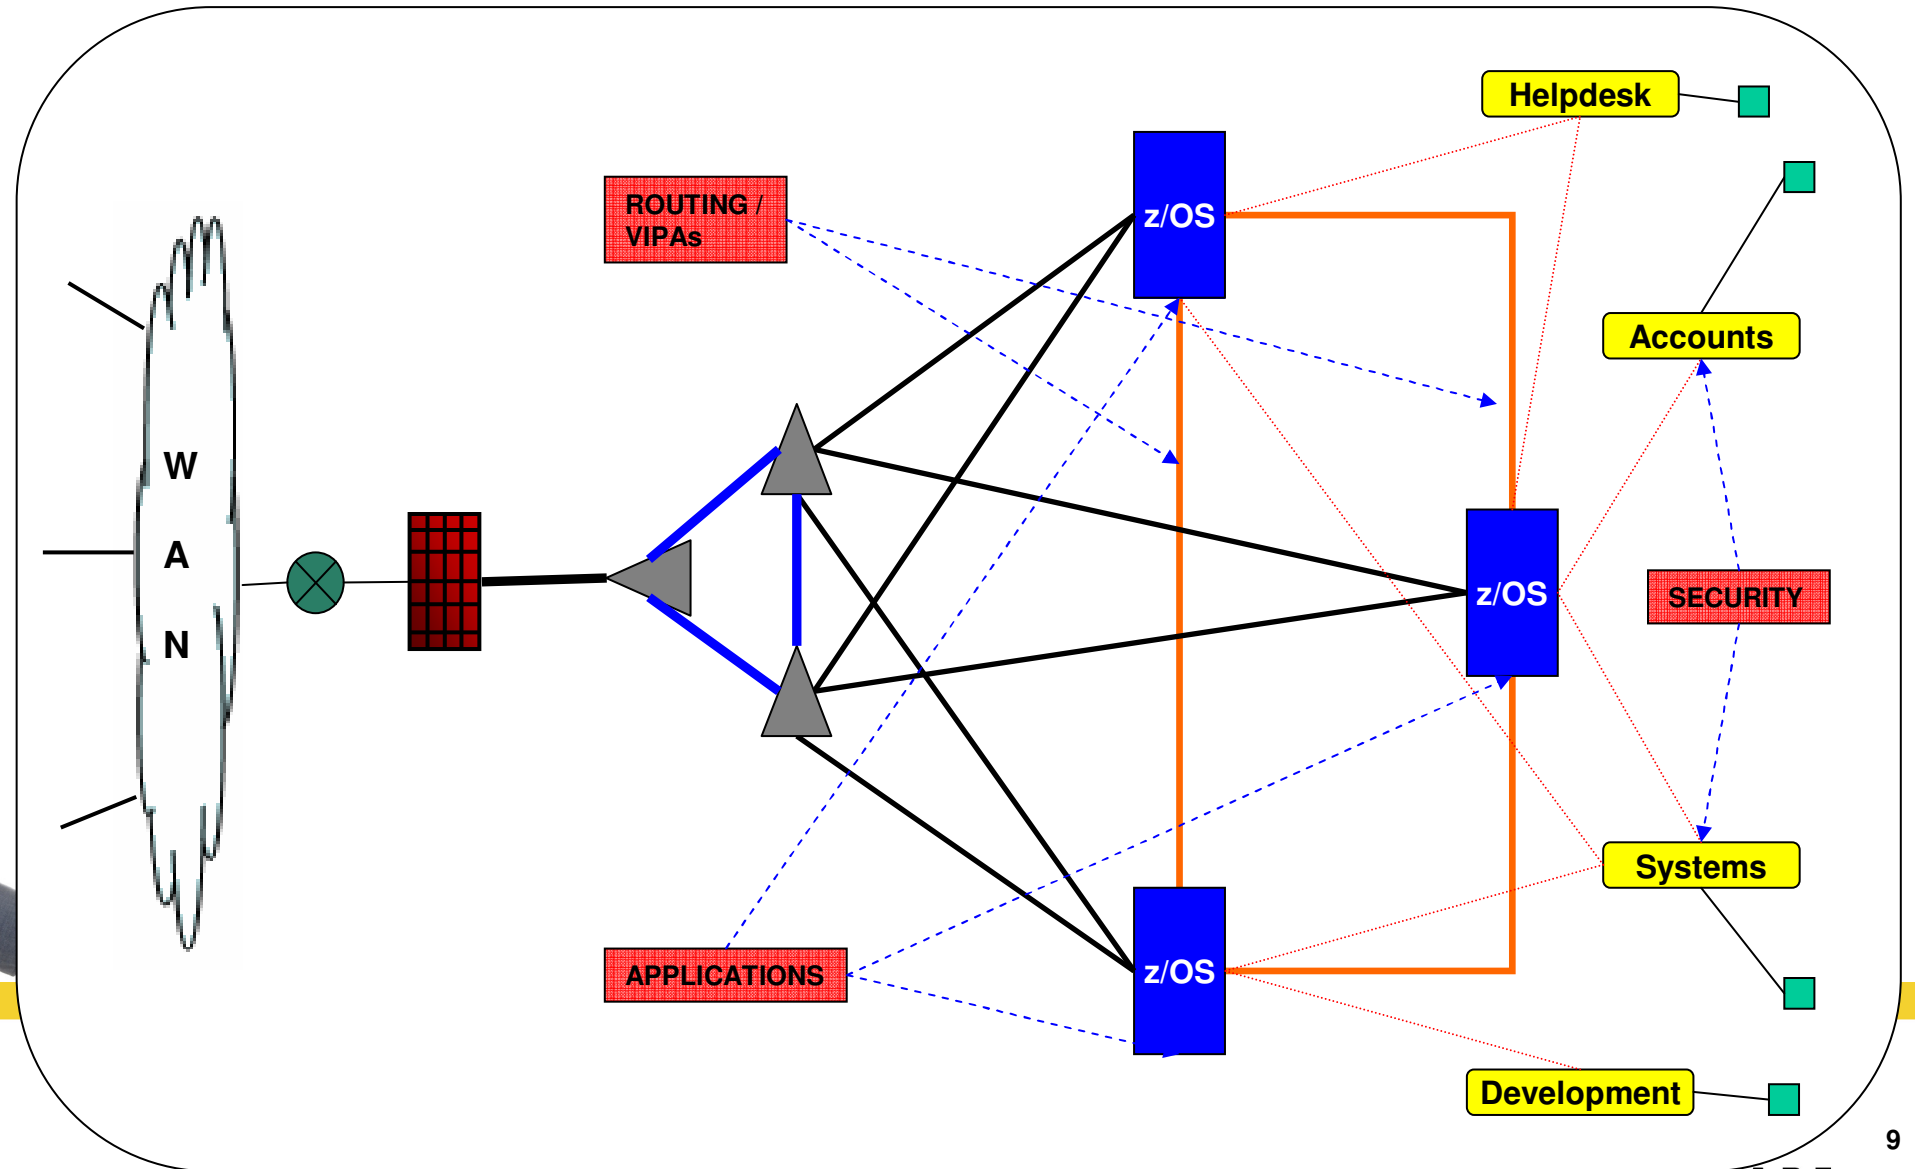 Helpdesk
ROUTING /
VIPAs
z/OS
Accounts
W
A
N
z/OS
SECURITY
Systems
APPLICATIONS
z/OS
Development
9